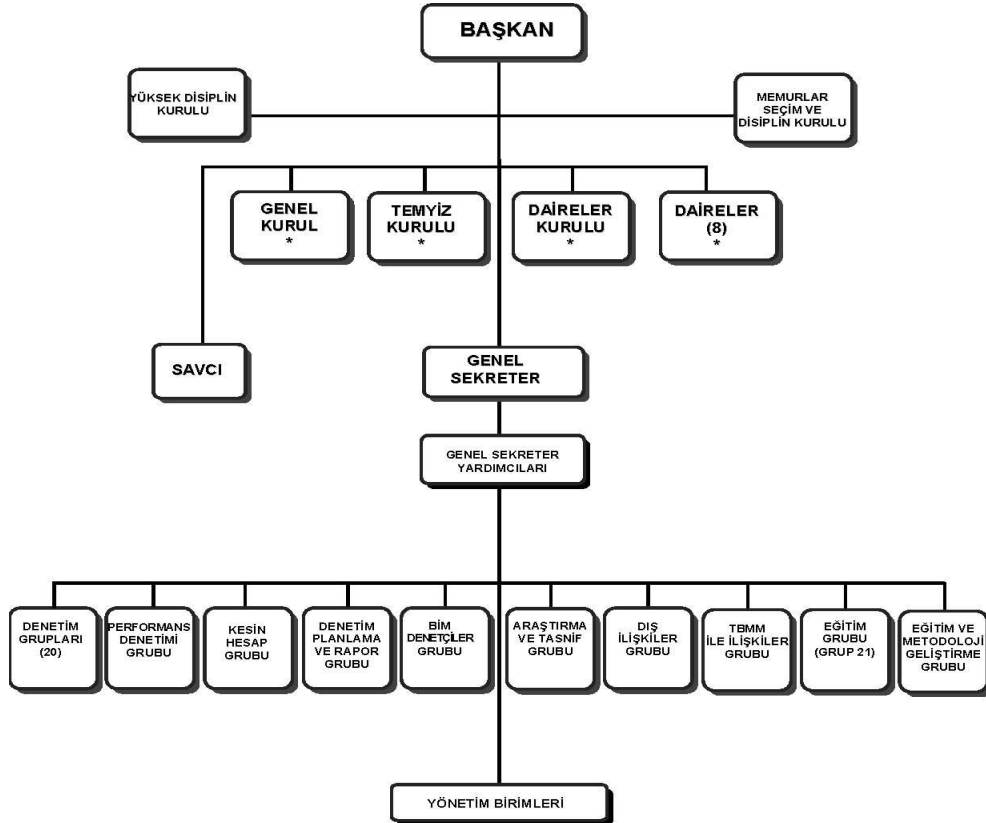 BAŞKAN
YÜKSEK DİSİPLİN
KURULU
MEMURLAR
SEÇİM VE
DİSİPLİN KURULU
GENEL
KURUL
*
TEMYİZ
KURULU
*
DAİRELER
KURULU
*
DAİRELER
(8)
*
SAVCI
GENEL
SEKRETER
GENEL SEKRETER
YARDIMCILARI
DENETİM
GRUPLARI
(20)
PERFORMANS
DENETİMİ
GRUBU
KESİN
HESAP
GRUBU
DENETİM
PLANLAMA
VE RAPOR
GRUBU
BİM
DENETÇİLER
GRUBU
ARAŞTIRMA
VE TASNİF
GRUBU
DIŞ
İLİŞKİLER
GRUBU
TBMM
İLE İLİŞKİLER
GRUBU
EĞİTİM
GRUBU
(GRUP 21)
EĞİTİM VE
METODOLOJİ
GELİŞTİRME
GRUBU
YÖNETİM BİRİMLERİ